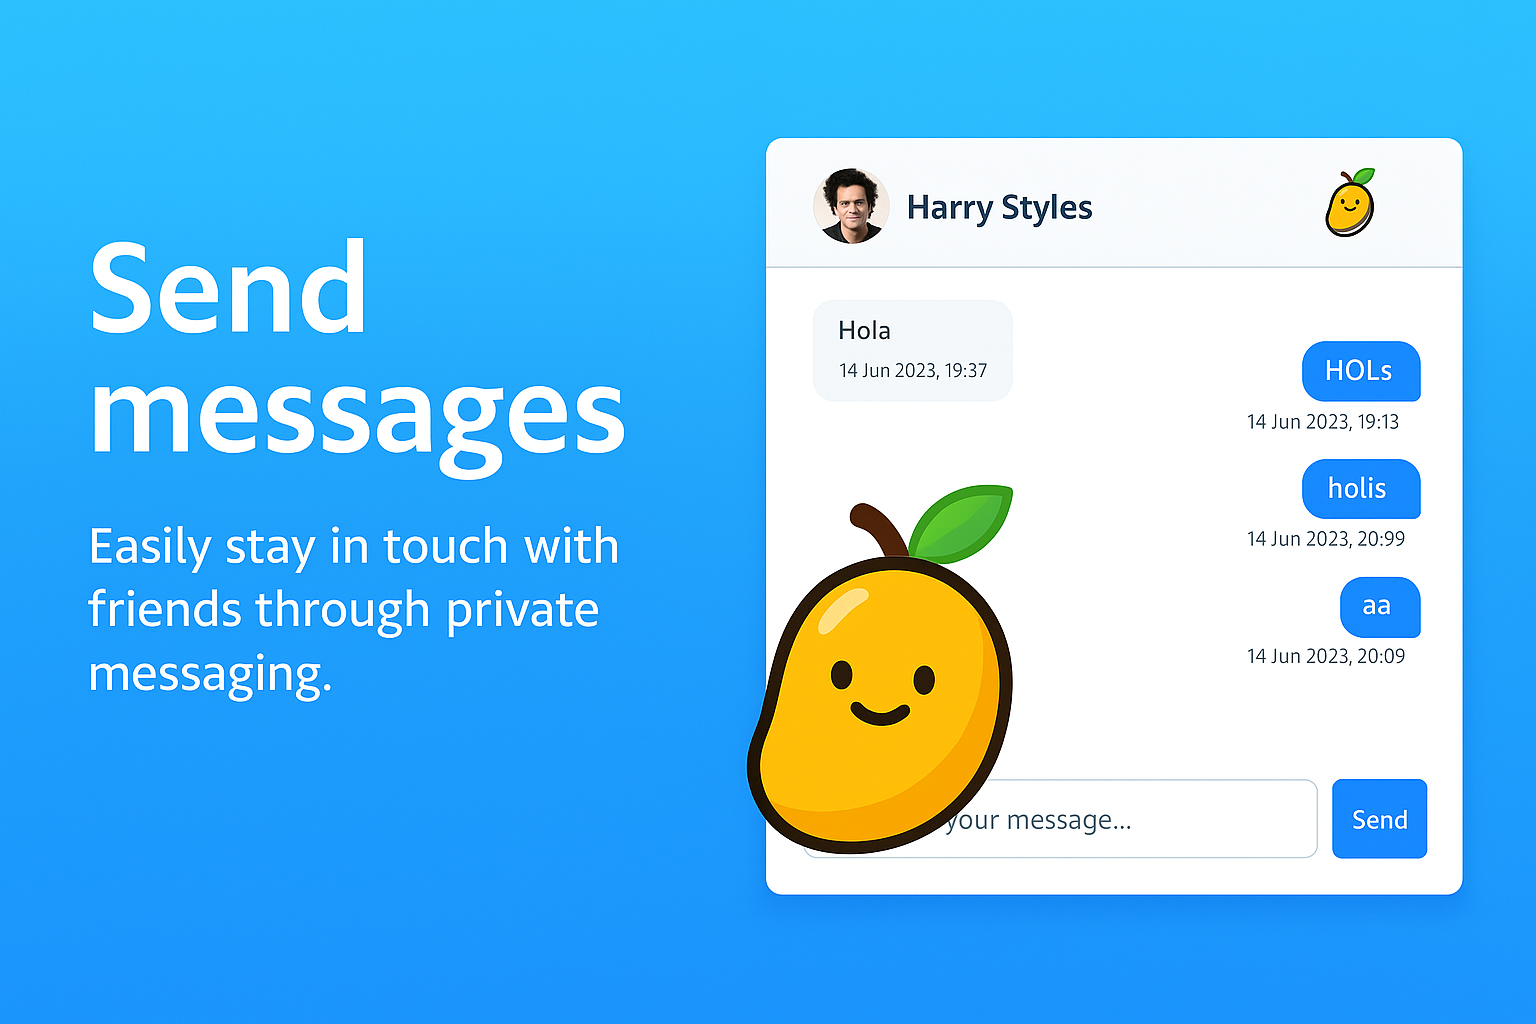 Send
messages
Easily stay in touch with
friends through private
messaging.
Harry Styles
Hola
14 Jun 2023, 19:37
HOLs
14 Jun 2023, 19:13
holis
14 Jun 2023, 20:99
aa
14 Jun 2023, 20:09
your message...
Send